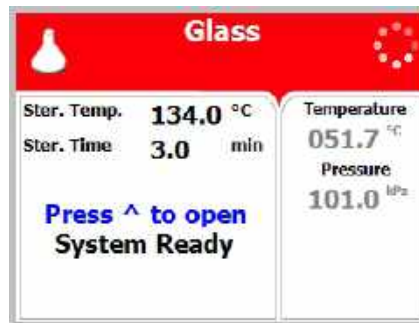 Glass
Ster. Temp. 134.0 °C
Ster. Time 3.0 min
Press ^ to open
System Ready
Temperature
051.7 °C
Pressure
101.0 kPa